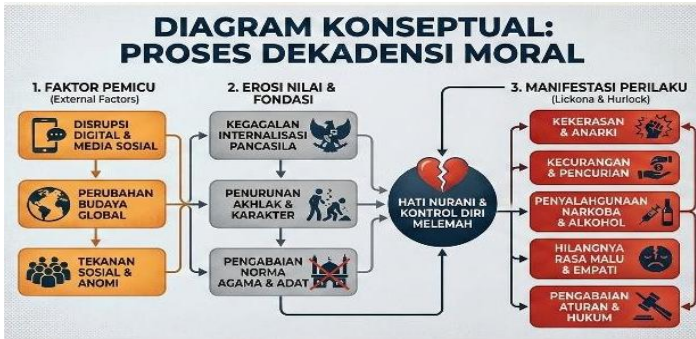 DIAGRAM KONSEPTUAL:
PROSES DEKADENSI MORAL
1. FAKTOR PEMICU
(External Factors)
DISRUPSI
DIGITAL &
MEDIA SOSIAL
PERUBAHAN
BUDAYA
GLOBAL
TEKANAN
SOSIAL &
ANOMI
2. EROSI NILAI &
FONDASI
KEGAGALAN
INTERNALISASI
PANCASILA
PENURUNAN
AKHLAK &
KARAKTER
PENGABAIAN
NORMA
AGAMA & ADAT
HATI NURANI &
KONTROL DIRI
MELEMAH
3. MANIFESTASI PERILAKU
(Lickona & Hurlock)
KEKERASAN
& ANARKI
KECURANGAN
& PENCURIAN
PENYALAHGUNAAN
NARKOBA
& ALKOHOL
HILANGNYA
RASA MALU
& EMPATI
PENGABAIAN
ATURAN &
HUKUM